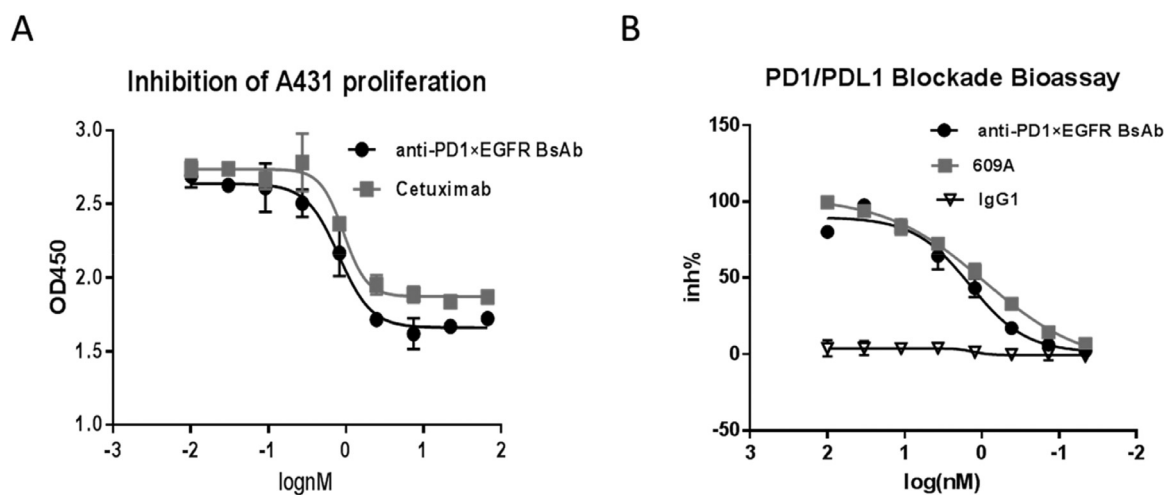 A
Inhibition of A431 proliferation
OD450
3.0
2.5
2.0
1.5
1.0
anti-PD1×EGFR BsAb
Cetuximab
-3 -2 -1 0 1 2
lognM
B
PD1/PDL1 Blockade Bioassay
inh%
150
100
50
0
-50
anti-PD1×EGFR BsAb
609A
IgG1
3 2 1 0 -1 -2
log(nM)